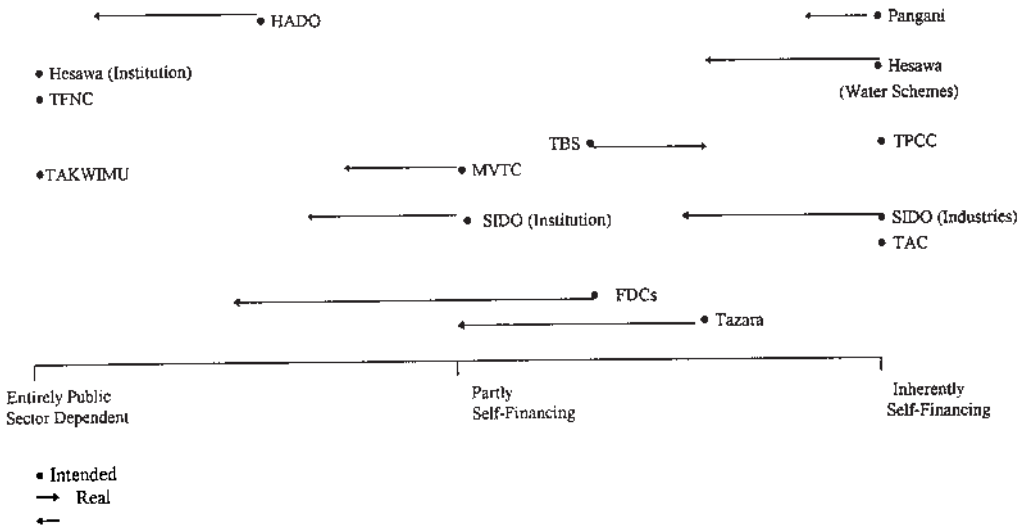 HADO
Pangani
Hesawa (Institution)
Hesawa
(Water Schemes)
TFNC
TBS
TPCC
TAKWIMU
MVTC
SIDO (Institution)
SIDO (Industries)
TAC
FDCs
Tazara
Entirely Public
Sector Dependent
Partly
Self-Financing
Inherently
Self-Financing
Intended
Real